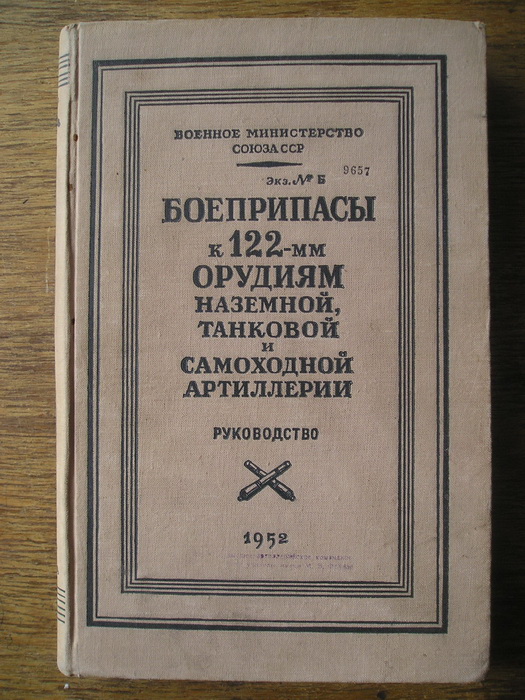 ВОЕННОЕ МИНИСТЕРСТВО
СОЮЗА ССР
Экз. № Б 9657
БОЕПРИПАСЫ
к 122-мм
ОРУДИЯМ
НАЗЕМНОЙ,
ТАНКОВОЙ
и
САМОХОДНОЙ
АРТИЛЛЕРИИ
РУКОВОДСТВО
1952